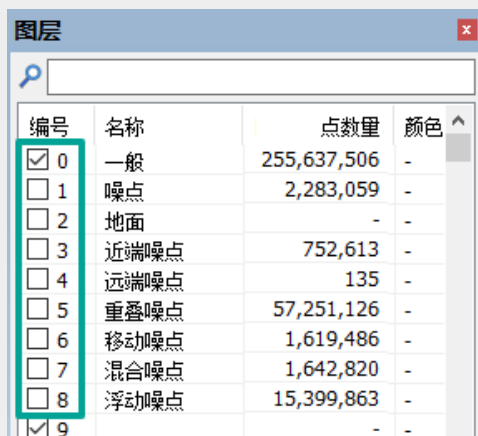 图层
编号 名称 点数量 颜色
0 一般 255,637,506 -
1 噪点 2,283,059 -
2 地面 - -
3 近端噪点 752,613 -
4 远端噪点 135 -
5 重叠噪点 57,251,126 -
6 移动噪点 1,619,486 -
7 混合噪点 1,642,820 -
8 浮动噪点 15,399,863 -
9 - -